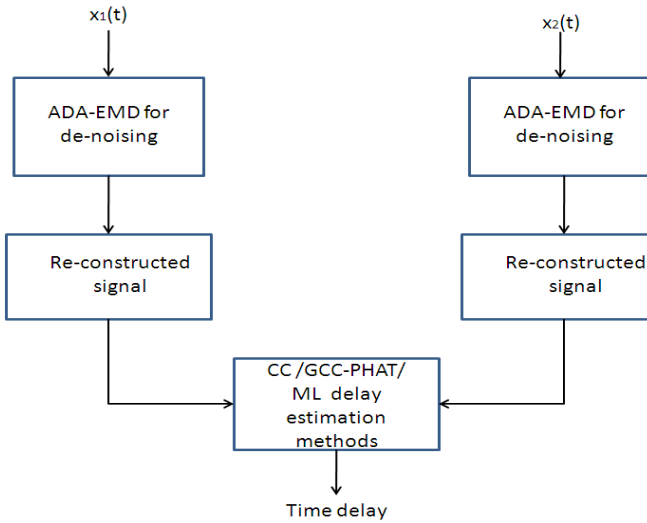 x₁(t)
x₂(t)
ADA-EMD for
de-noising
ADA-EMD for
de-noising
Re-constructed
signal
Re-constructed
signal
CC /GCC-PHAT/
ML delay
estimation
methods
Time delay